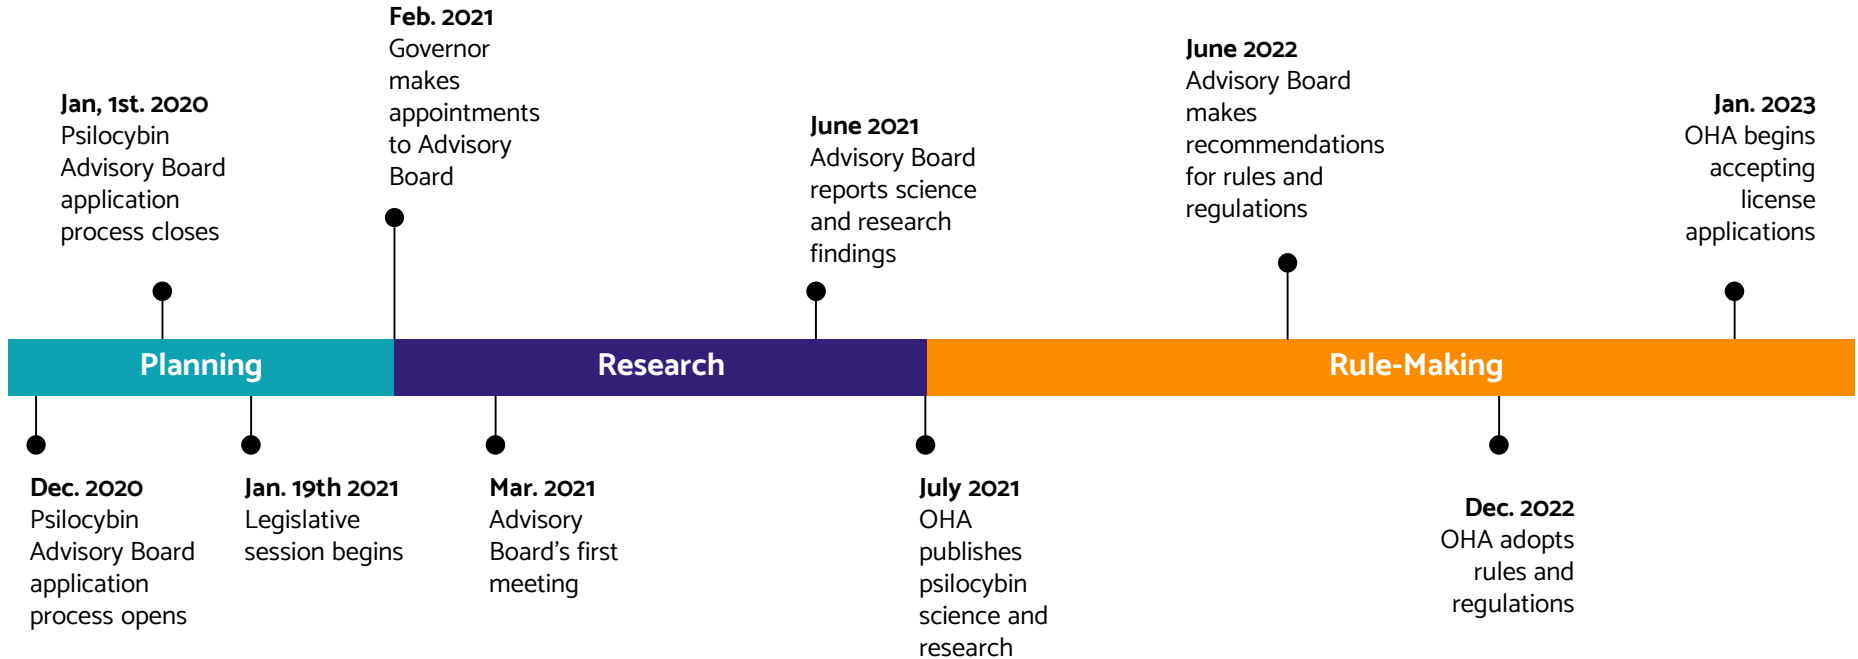 Feb. 2021
Governor
makes
appointments
to Advisory
Board
June 2022
Advisory Board
makes
recommendations
for rules and
regulations
Jan, 1st. 2020
Psilocybin
Advisory Board
application
process closes
Jan. 2023
OHA begins
accepting
license
applications
June 2021
Advisory Board
reports science
and research
findings
Planning
Research
Rule-Making
Dec. 2020
Psilocybin
Advisory Board
application
process opens
Jan. 19th 2021
Legislative
session begins
Mar. 2021
Advisory
Board's first
meeting
July 2021
OHA
publishes
psilocybin
science and
research
Dec. 2022
OHA adopts
rules and
regulations